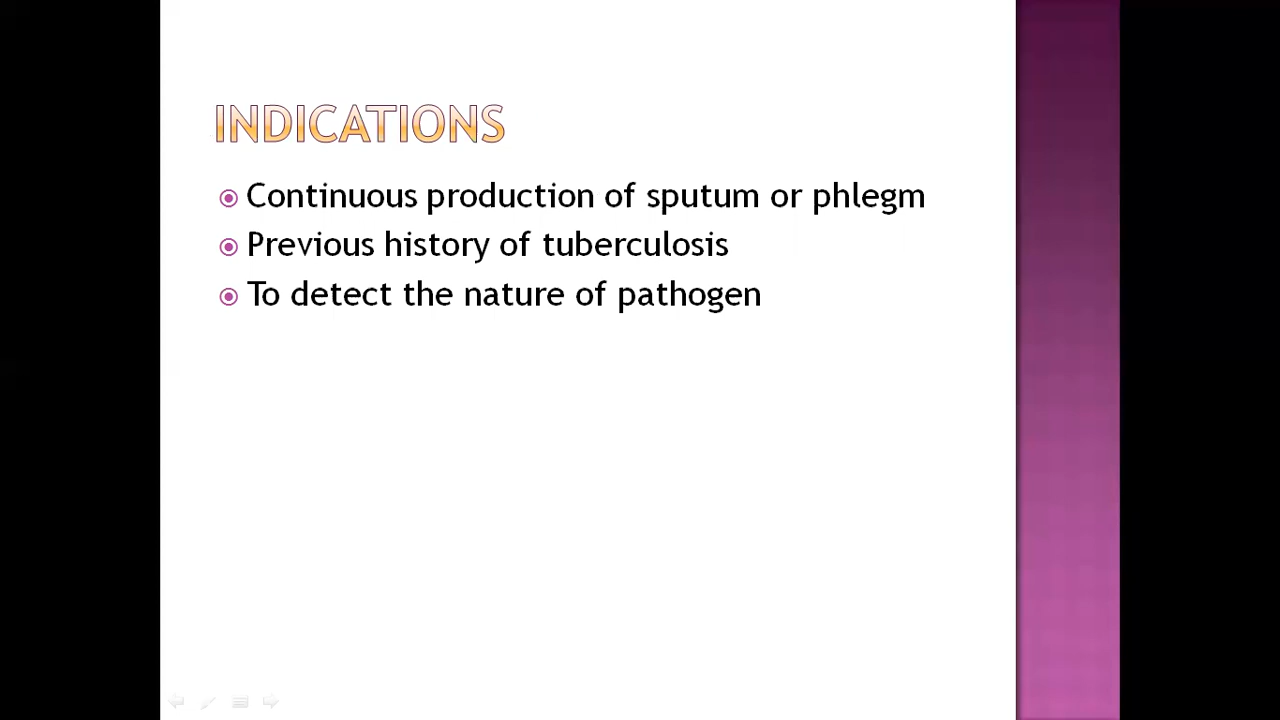 INDICATIONS
Continuous production of sputum or phlegm
Previous history of tuberculosis
To detect the nature of pathogen